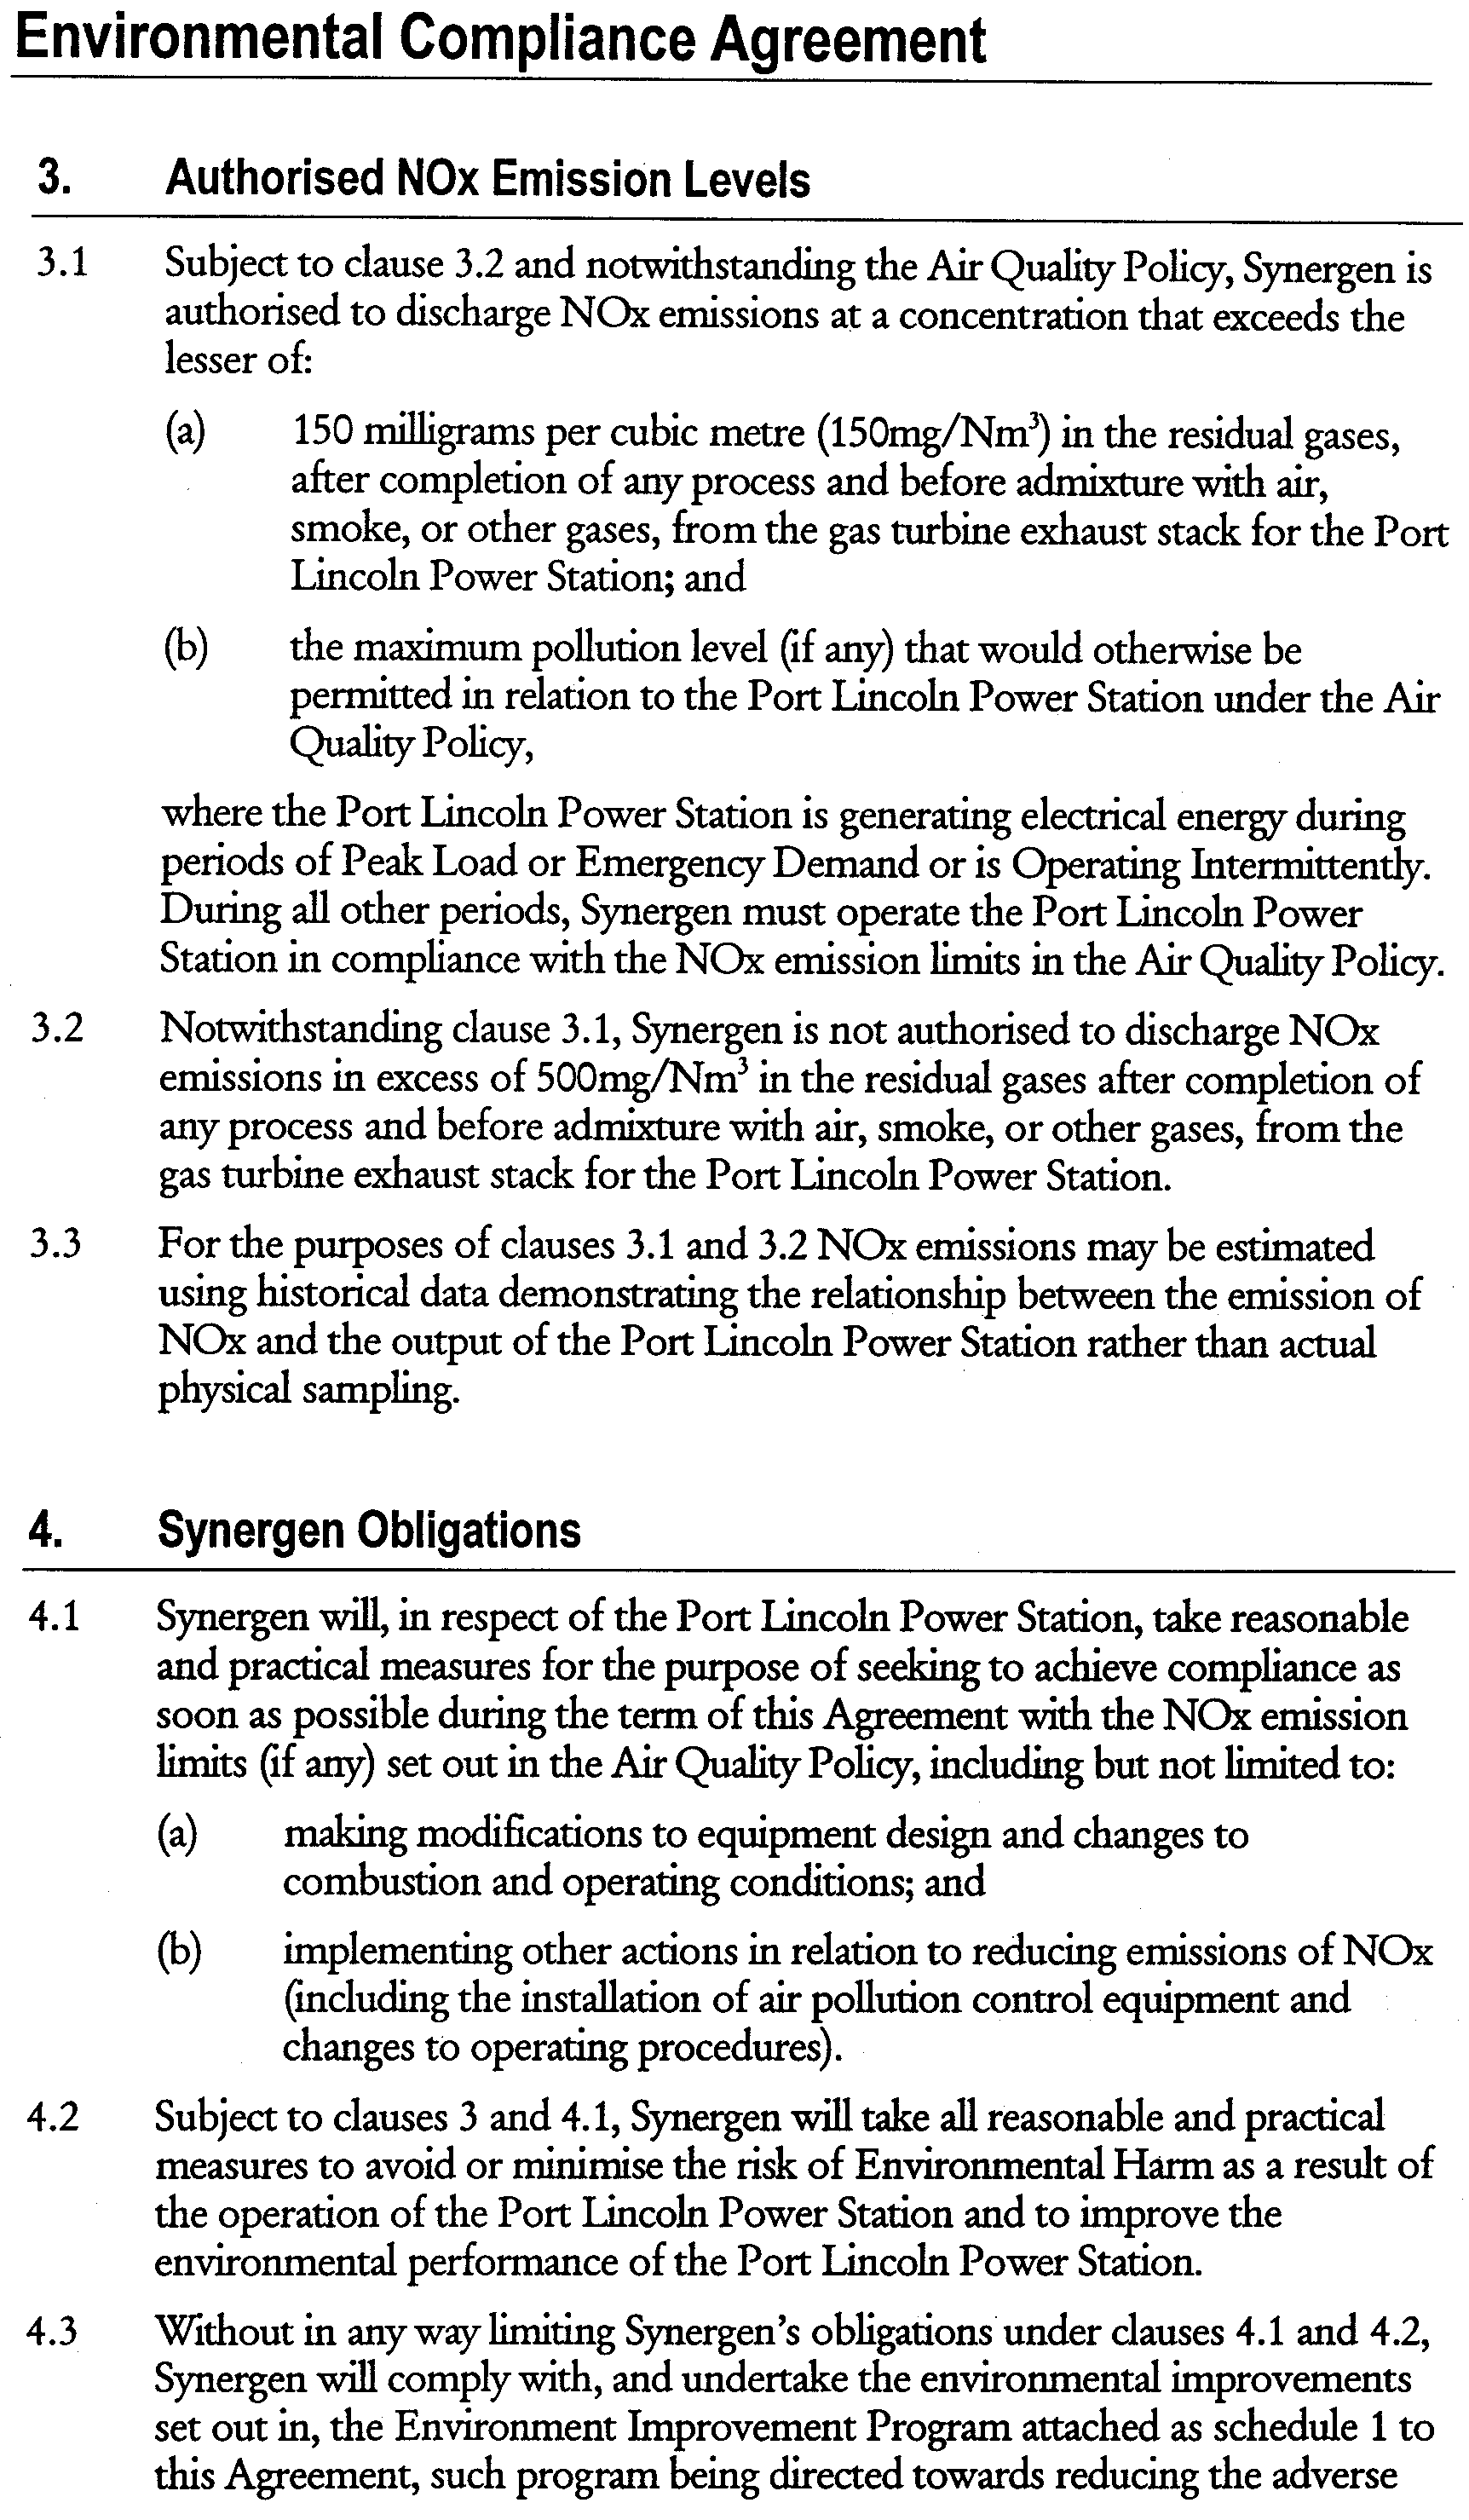 Environmental Compliance Agreement
3. Authorised NOx Emission Levels
3.1 Subject to clause 3.2 and notwithstanding the Air Quality Policy, Synergen is
authorised to discharge NOx emissions at a concentration that exceeds the
lesser of:
(a) 150 milligrams per cubic metre (150mg/Nm³) in the residual gases,
after completion of any process and before admixture with air,
smoke, or other gases, from the gas turbine exhaust stack for the Port
Lincoln Power Station; and
(b) the maximum pollution level (if any) that would otherwise be
permitted in relation to the Port Lincoln Power Station under the Air
Quality Policy,
where the Port Lincoln Power Station is generating electrical energy during
periods of Peak Load or Emergency Demand or is Operating Intermittently.
During all other periods, Synergen must operate the Port Lincoln Power
Station in compliance with the NOx emission limits in the Air Quality Policy.
3.2 Notwithstanding clause 3.1, Synergen is not authorised to discharge NOx
emissions in excess of 500mg/Nm³ in the residual gases after completion of
any process and before admixture with air, smoke, or other gases, from the
gas turbine exhaust stack for the Port Lincoln Power Station.
3.3 For the purposes of clauses 3.1 and 3.2 NOx emissions may be estimated
using historical data demonstrating the relationship between the emission of
NOx and the output of the Port Lincoln Power Station rather than actual
physical sampling.
4. Synergen Obligations
4.1 Synergen will, in respect of the Port Lincoln Power Station, take reasonable
and practical measures for the purpose of seeking to achieve compliance as
soon as possible during the term of this Agreement with the NOx emission
limits (if any) set out in the Air Quality Policy, including but not limited to:
(a) making modifications to equipment design and changes to
combustion and operating conditions; and
(b) implementing other actions in relation to reducing emissions of NOx
(including the installation of air pollution control equipment and
changes to operating procedures).
4.2 Subject to clauses 3 and 4.1, Synergen will take all reasonable and practical
measures to avoid or minimise the risk of Environmental Harm as a result of
the operation of the Port Lincoln Power Station and to improve the
environmental performance of the Port Lincoln Power Station.
4.3 Without in any way limiting Synergen's obligations under clauses 4.1 and 4.2,
Synergen will comply with, and undertake the environmental improvements
set out in, the Environment Improvement Program attached as schedule 1 to
this Agreement, such program being directed towards reducing the adverse